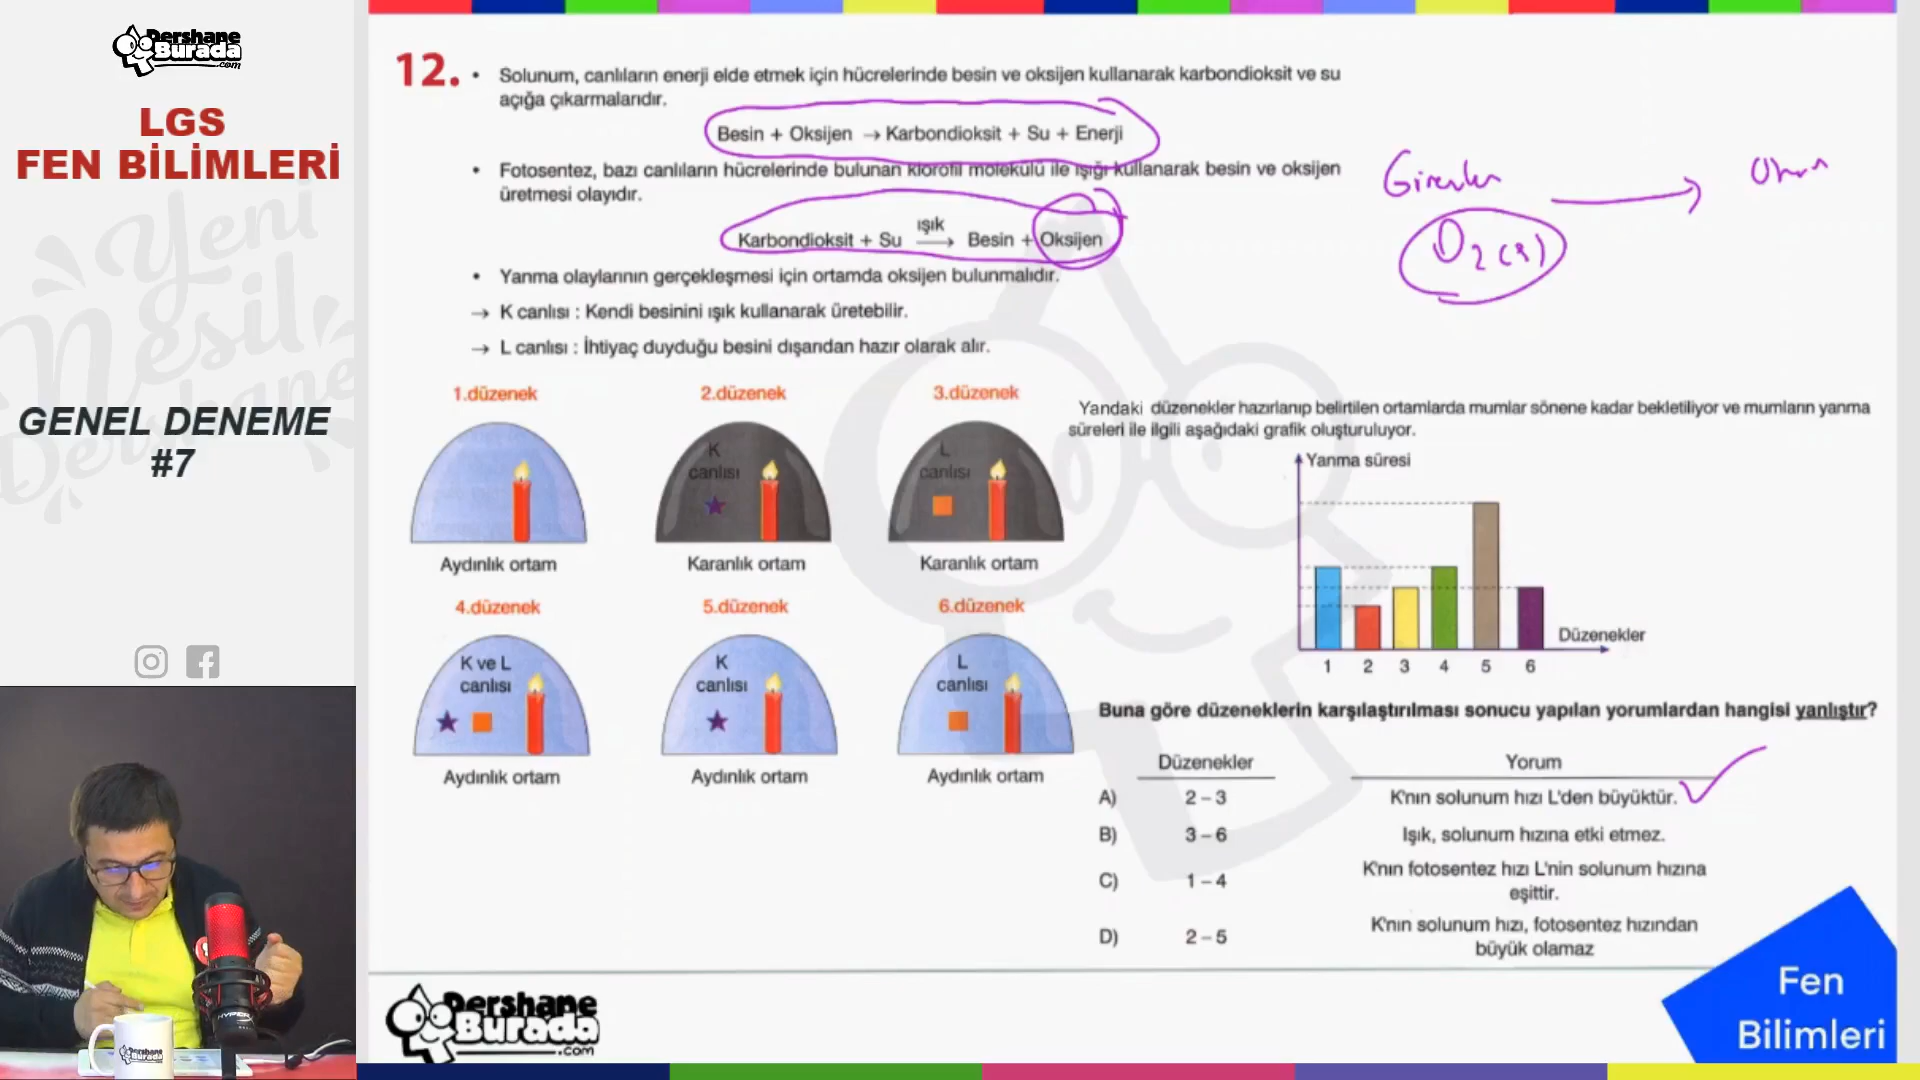 Dershane
Burada
.com
LGS
FEN BİLİMLERİ
Yeni
Nesil
Dershane
GENEL DENEME
#7
12.
• Solunum, canlıların enerji elde etmek için hücrelerinde besin ve oksijen kullanarak karbondioksit ve su
açığa çıkarmalarıdır.
Besin + Oksijen → Karbondioksit + Su + Enerji
• Fotosentez, bazı canlıların hücrelerinde bulunan klorofil molekülü ile ışığı kullanarak besin ve oksijen
üretmesi olayıdır.
ışık
Karbondioksit + Su → Besin + Oksijen
• Yanma olaylarının gerçekleşmesi için ortamda oksijen bulunmalıdır.
→ K canlısı : Kendi besinini ışık kullanarak üretebilir.
→ L canlısı : İhtiyaç duyduğu besini dışarıdan hazır olarak alır.
Girenler →
O2(g)
1.düzenek 2.düzenek 3.düzenek
K
canlısı
L
canlısı
Aydınlık ortam Karanlık ortam Karanlık ortam
4.düzenek 5.düzenek 6.düzenek
K ve L
canlısı
K
canlısı
L
canlısı
Aydınlık ortam Aydınlık ortam Aydınlık ortam
Yandaki düzenekler hazırlanıp belirtilen ortamlarda mumlar sönene kadar bekletiliyor ve mumların yanma
süreleri ile ilgili aşağıdaki grafik oluşturuluyor.
Yanma süresi
Düzenekler
1 2 3 4 5 6
Buna göre düzeneklerin karşılaştırılması sonucu yapılan yorumlardan hangisi yanlıştır?
Düzenekler Yorum
A) 2 – 3 K'nın solunum hızı L'den büyüktür.
B) 3 – 6 Işık, solunum hızına etki etmez.
C) 1 – 4 K'nın fotosentez hızı L'nin solunum hızına
eşittir.
D) 2 – 5 K'nın solunum hızı, fotosentez hızından
büyük olamaz
Fen
Bilimleri
Dershane
Burada
.com
HYPERX
Dershane
Burada